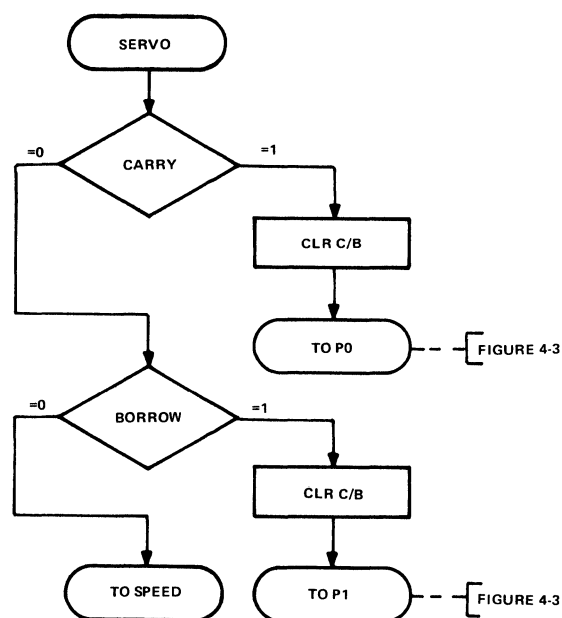 SERVO
=0
CARRY
=1
CLR C/B
TO P0
FIGURE 4-3
=0
BORROW
=1
CLR C/B
TO SPEED
TO P1
FIGURE 4-3